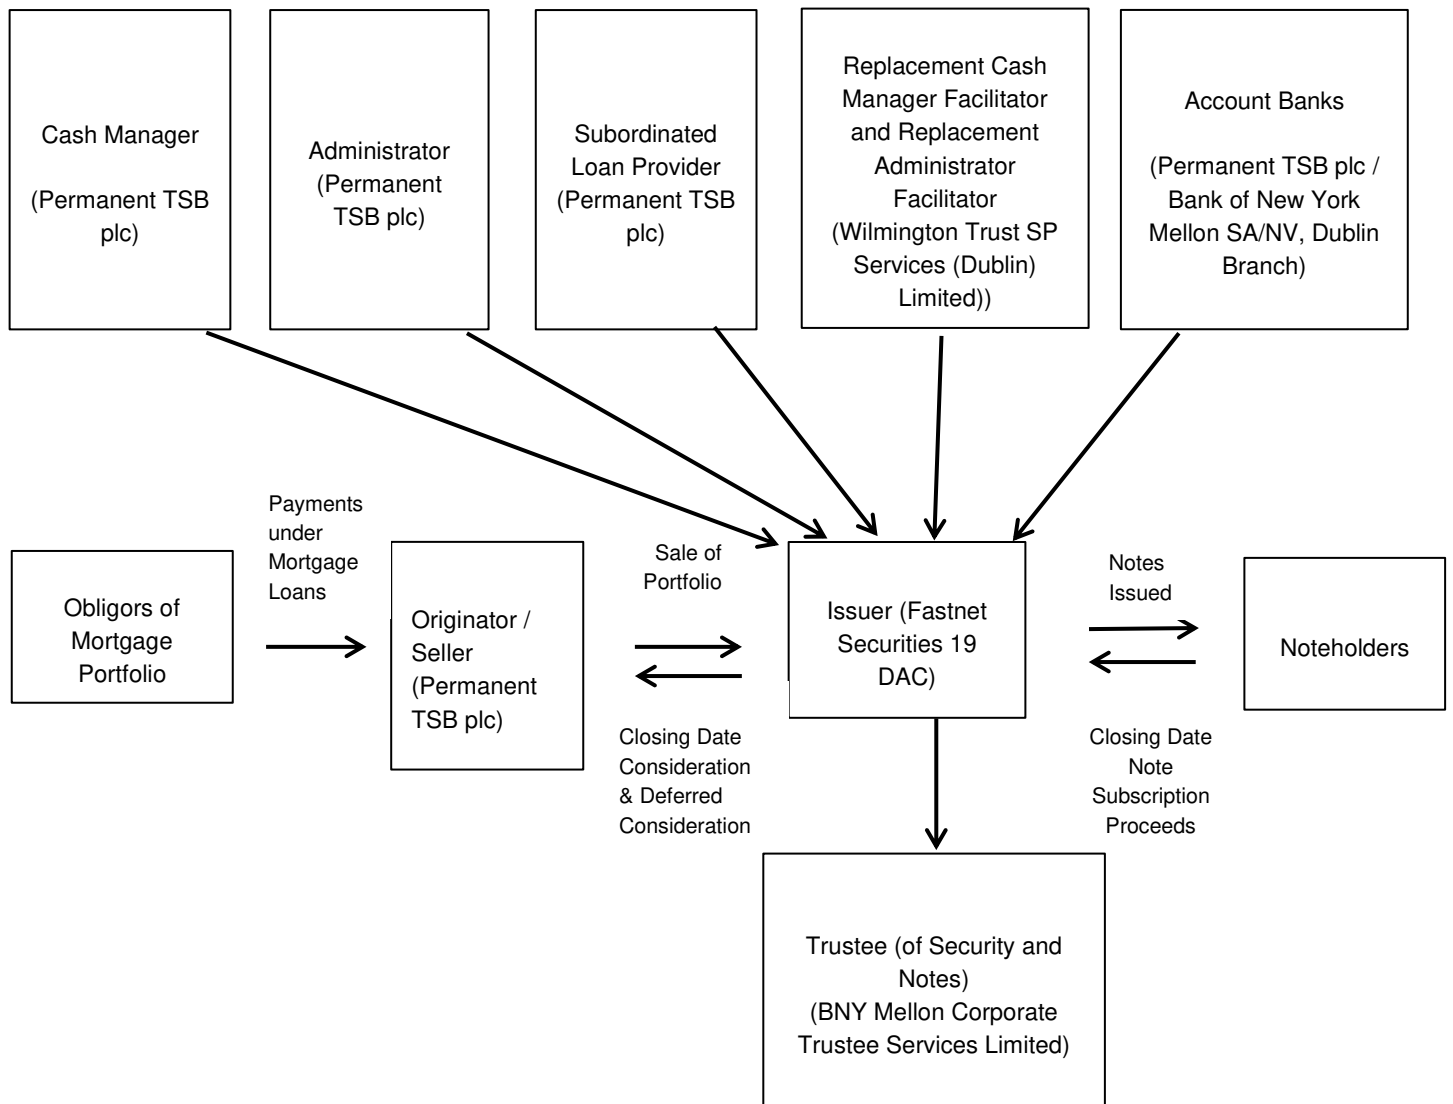 Cash Manager
(Permanent TSB
plc)
Administrator
(Permanent
TSB plc)
Subordinated
Loan Provider
(Permanent TSB
plc)
Replacement Cash
Manager Facilitator
and Replacement
Administrator
Facilitator
(Wilmington Trust SP
Services (Dublin)
Limited))
Account Banks
(Permanent TSB plc /
Bank of New York
Mellon SA/NV, Dublin
Branch)
Obligors of
Mortgage
Portfolio
Payments
under
Mortgage
Loans
Originator /
Seller
(Permanent
TSB plc)
Sale of
Portfolio
Closing Date
Consideration
& Deferred
Consideration
Issuer (Fastnet
Securities 19
DAC)
Notes
Issued
Closing Date
Note
Subscription
Proceeds
Noteholders
Trustee (of Security and
Notes)
(BNY Mellon Corporate
Trustee Services Limited)